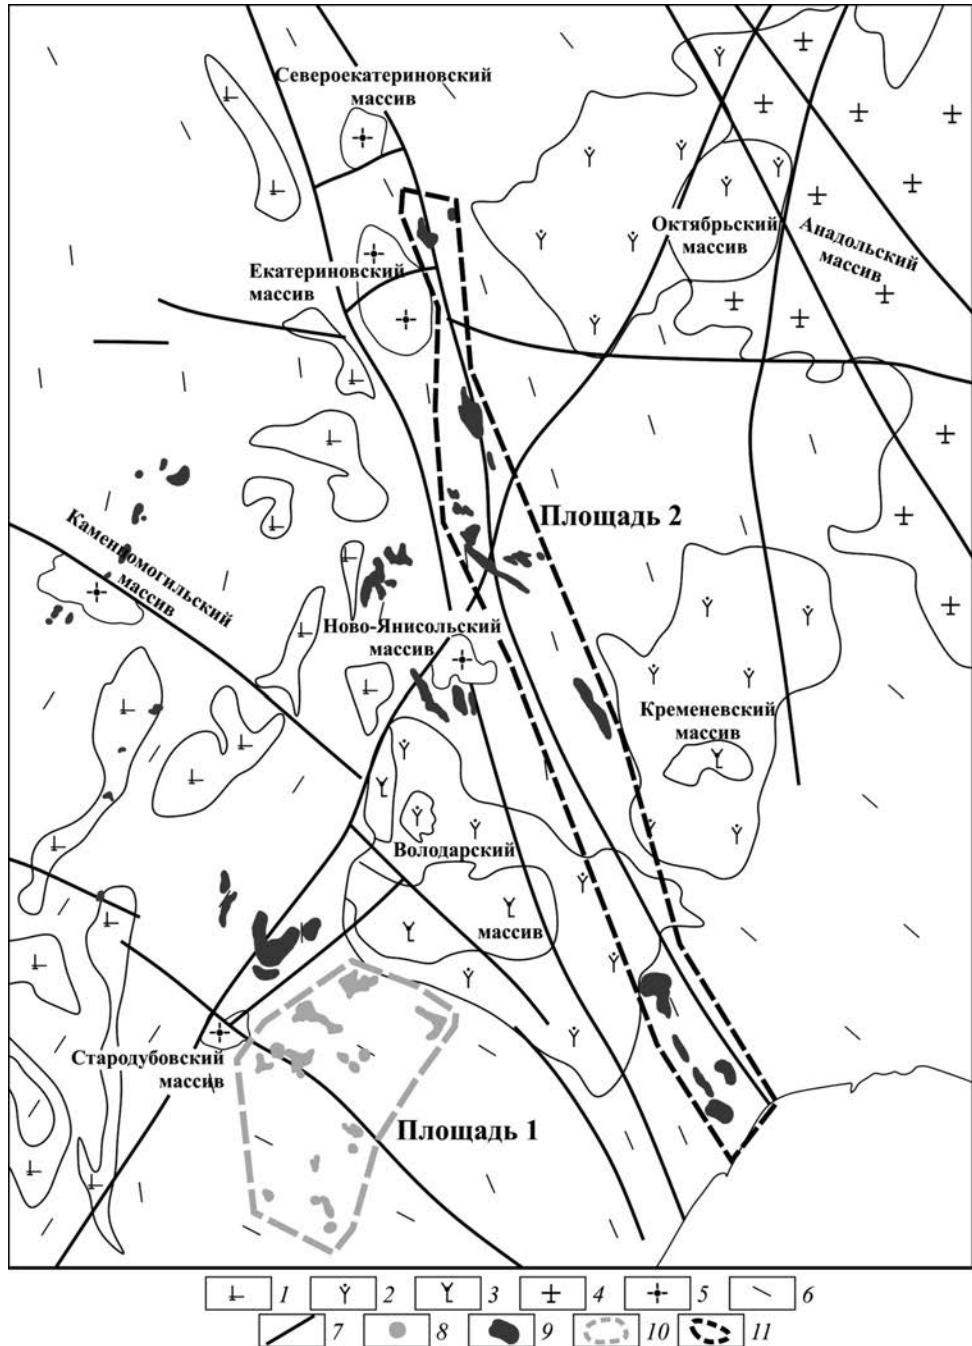 Североекатериновский
массив
Октябрьский
массив
Анадольский
массив
Екатериновский
массив
Площадь 2
Каменномогильский
массив
Ново-Янисольский
массив
Кременевский
массив
Володарский
массив
Стародубовский
массив
Площадь 1
1 2 3 4 5 6
7 8 9 10 11